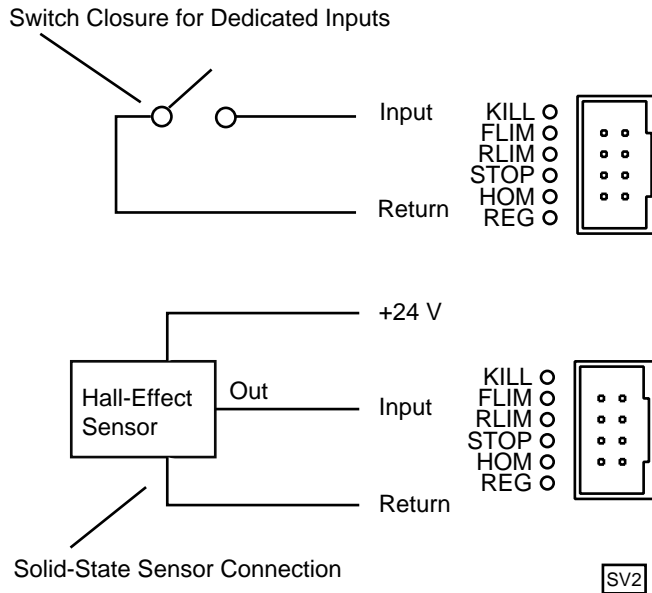 Switch Closure for Dedicated Inputs
Input
Return
KILL
FLIM
RLIM
STOP
HOM
REG
+24 V
Hall-Effect
Sensor
Out
Input
Return
KILL
FLIM
RLIM
STOP
HOM
REG
Solid-State Sensor Connection
SV2